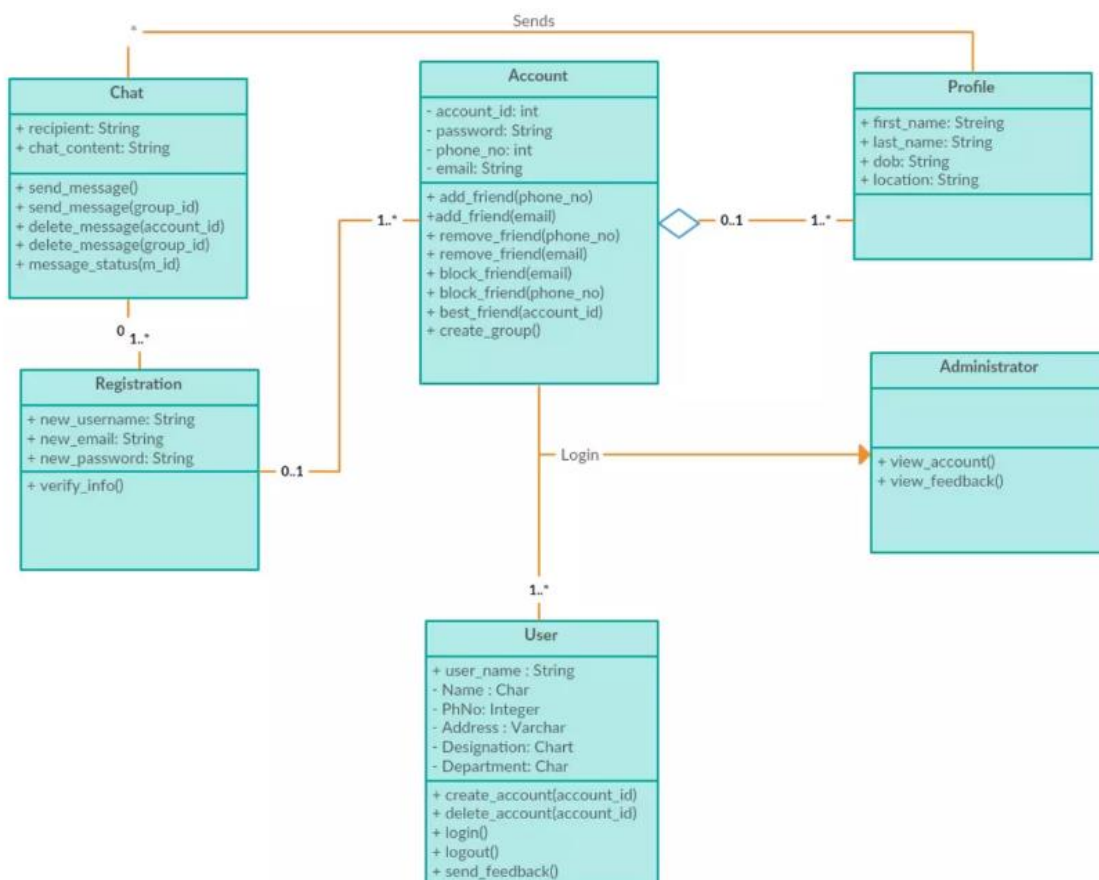 Sends
*
Chat
+ recipient: String
+ chat_content: String
+ send_message()
+ send_message(group_id)
+ delete_message(account_id)
+ delete_message(group_id)
+ message_status(m_id)
Account
- account_id: int
- password: String
- phone_no: int
- email: String
+ add_friend(phone_no)
+add_friend(email)
+ remove_friend(phone_no)
+ remove_friend(email)
+ block_friend(email)
+ block_friend(phone_no)
+ best_friend(account_id)
+ create_group()
Profile
+ first_name: Streing
+ last_name: String
+ dob: String
+ location: String
1..*
0..1
1..*
0
1..*
Registration
+ new_username: String
+ new_email: String
+ new_password: String
+ verify_info()
0..1
Login
Administrator
+ view_account()
+ view_feedback()
1..*
User
+ user_name : String
- Name : Char
- PhNo: Integer
- Address : Varchar
- Designation: Chart
- Department: Char
+ create_account(account_id)
+ delete_account(account_id)
+ login()
+ logout()
+ send_feedback()